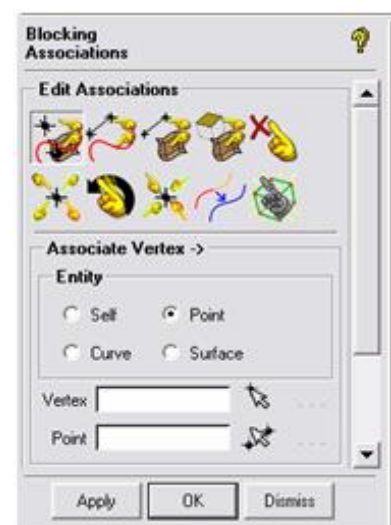 Blocking
Associations
Edit Associations
Associate Vertex ->
Entity
Self Point
Curve Surface
Vertex
Point
Apply OK Dismiss